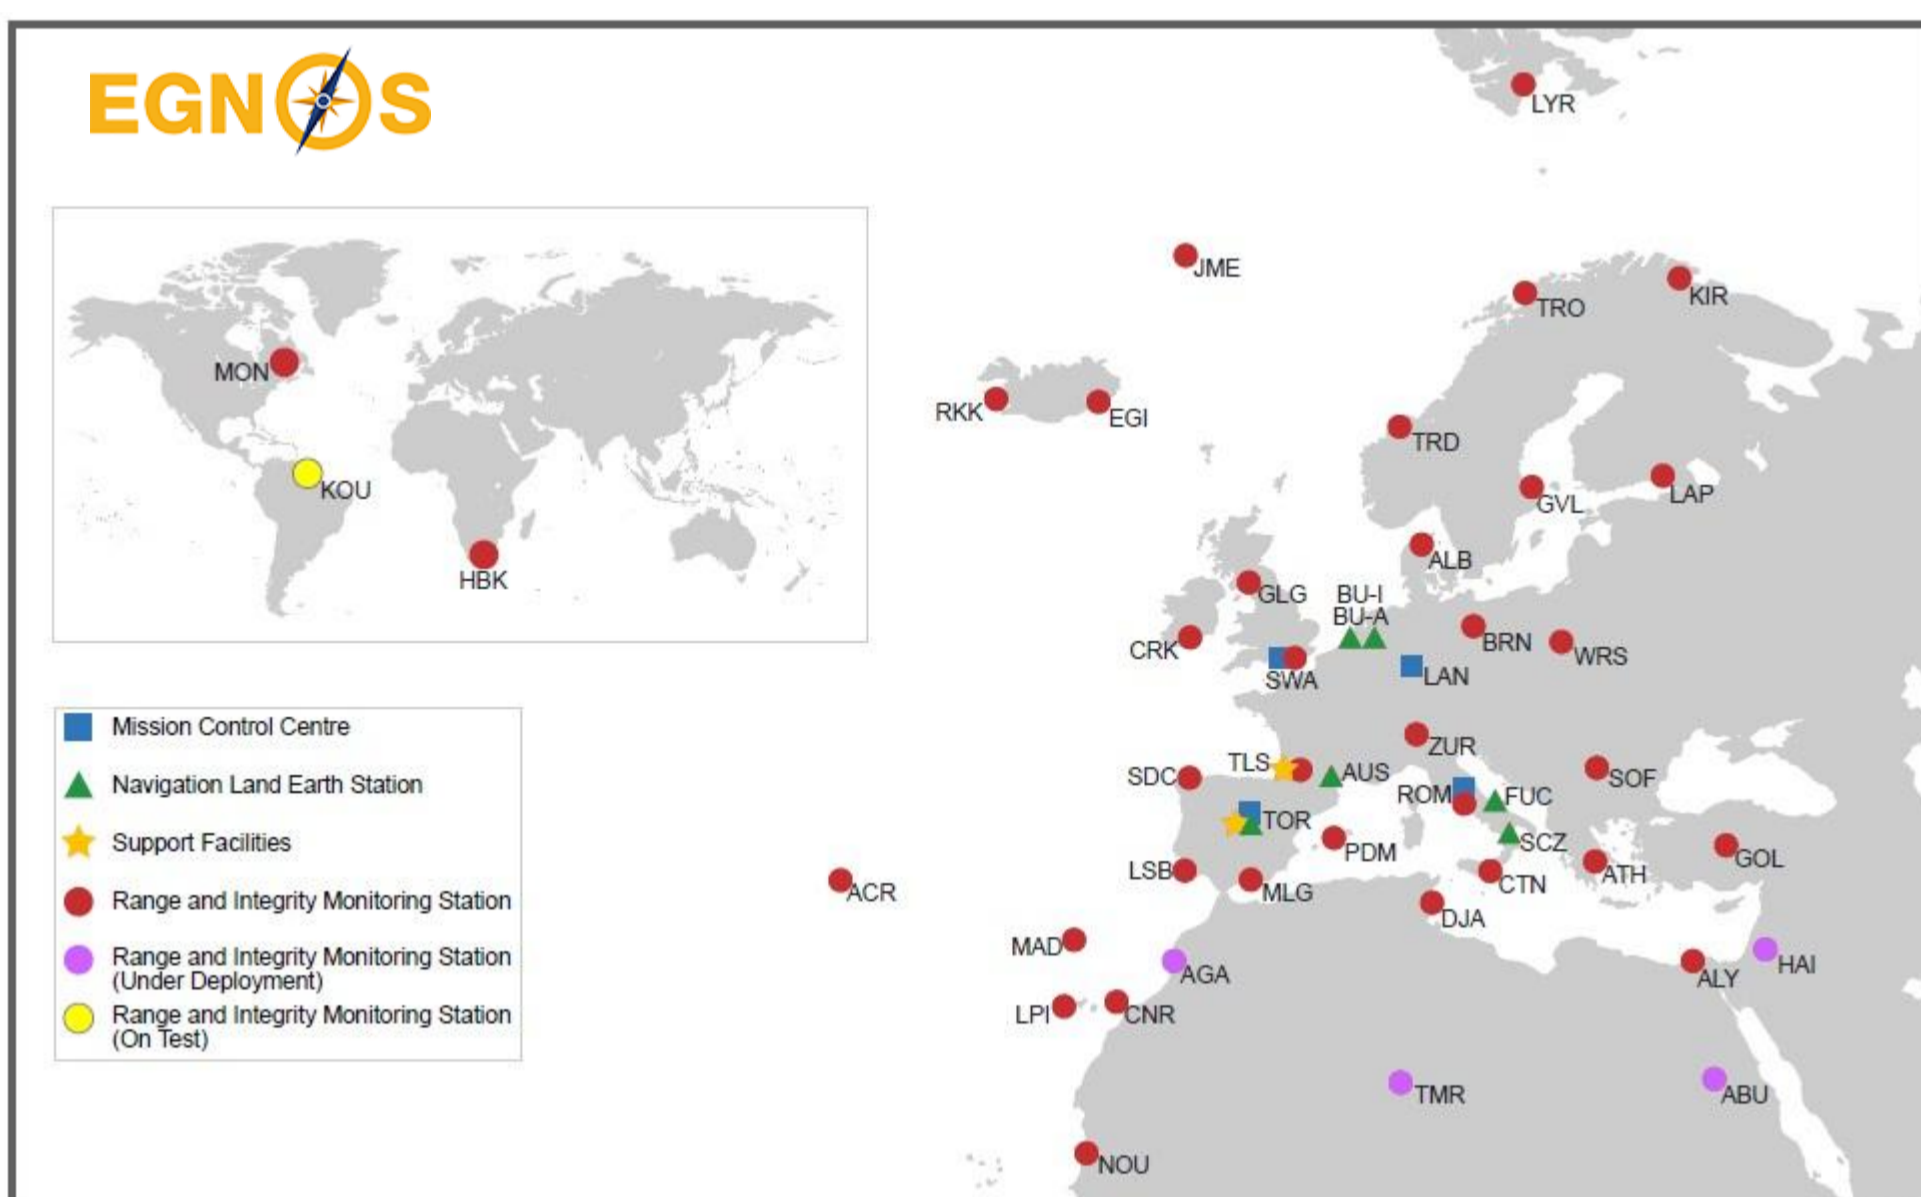 EGNOS
MON
KOU
HBK
Mission Control Centre
Navigation Land Earth Station
Support Facilities
Range and Integrity Monitoring Station
Range and Integrity Monitoring Station
(Under Deployment)
Range and Integrity Monitoring Station
(On Test)
LYR
JME
TRO
KIR
RKK
EGI
TRD
GVL
LAP
ALB
GLG
BU-I
BU-A
CRK
BRN
WRS
SWA
LAN
ZUR
SDC
TLS
AUS
SOF
ROM
FUC
TOR
SCZ
PDM
GOL
LSB
MLG
CTN
ATH
ACR
DJA
MAD
AGA
ALY
HAI
LPI
CNR
TMR
ABU
NOU